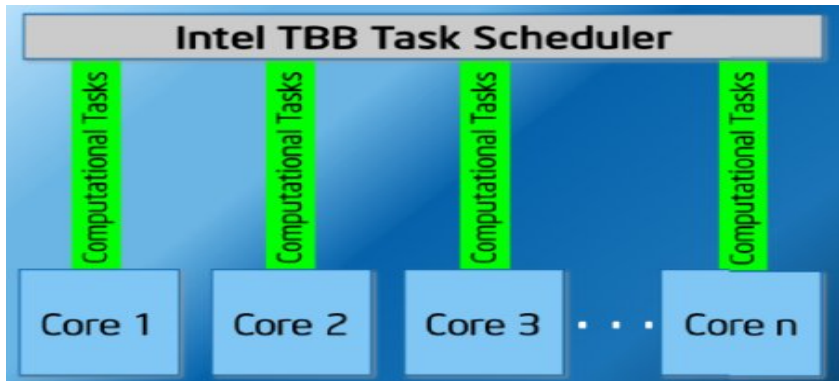 Intel TBB Task Scheduler
Computational Tasks
Computational Tasks
Computational Tasks
Computational Tasks
Core 1
Core 2
Core 3
. . .
Core n